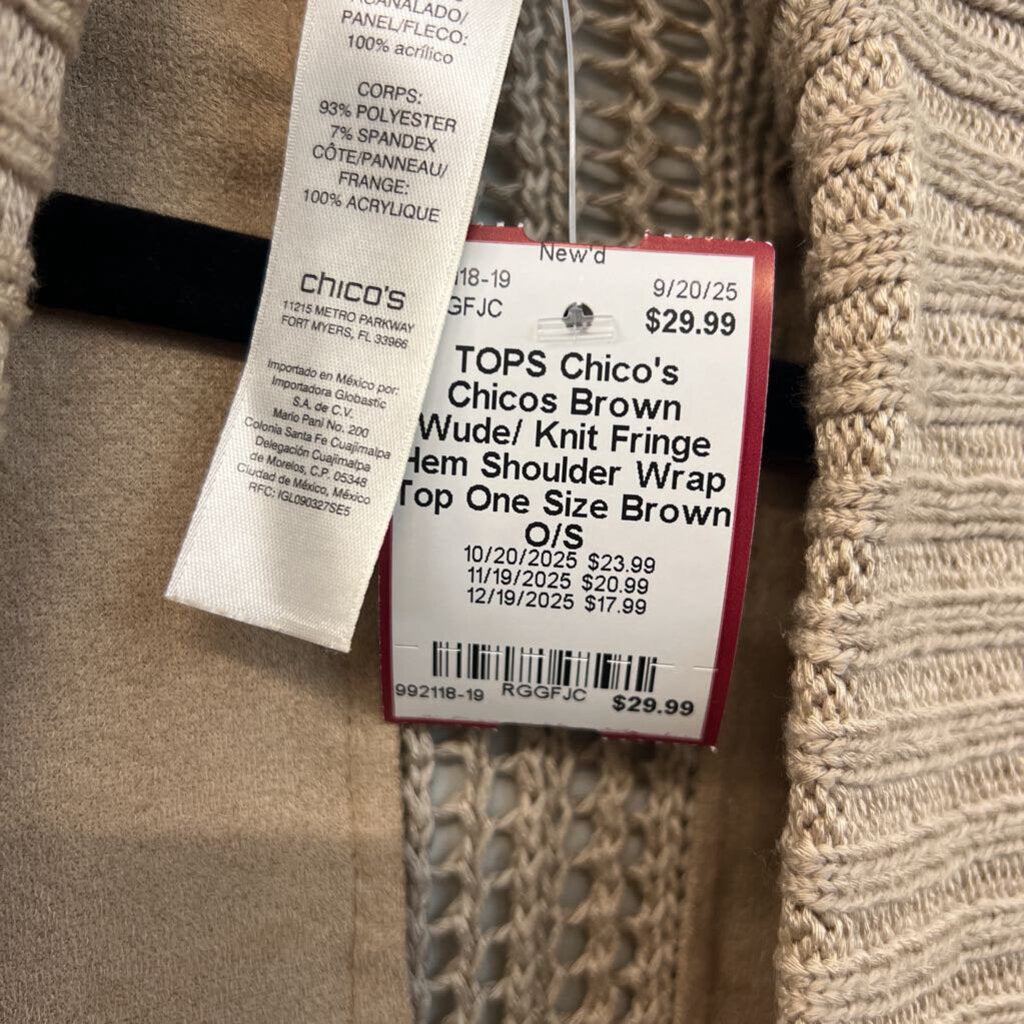 PANEL/FLECO:
100% acrílico
CORPS:
93% POLYESTER
7% SPANDEX
CÔTE/PANNEAU/
FRANGE:
100% ACRYLIQUE
chico's
11215 METRO PARKWAY
FORT MYERS, FL 33966
Importado en México por:
Importadora Globastic
S.A. de C.V.
Mario Pani No. 200
Colonia Santa Fe Cuajimalpa
Delegación Cuajimalpa
de Morelos, C.P. 05348
Ciudad de México, México
RFC: IGL090327SE5
New'd
118-19 9/20/25
GFJC $29.99
TOPS Chico's
Chicos Brown
Wude/ Knit Fringe
Hem Shoulder Wrap
Top One Size Brown
O/S
10/20/2025 $23.99
11/19/2025 $20.99
12/19/2025 $17.99
992118-19 RGGFJC $29.99